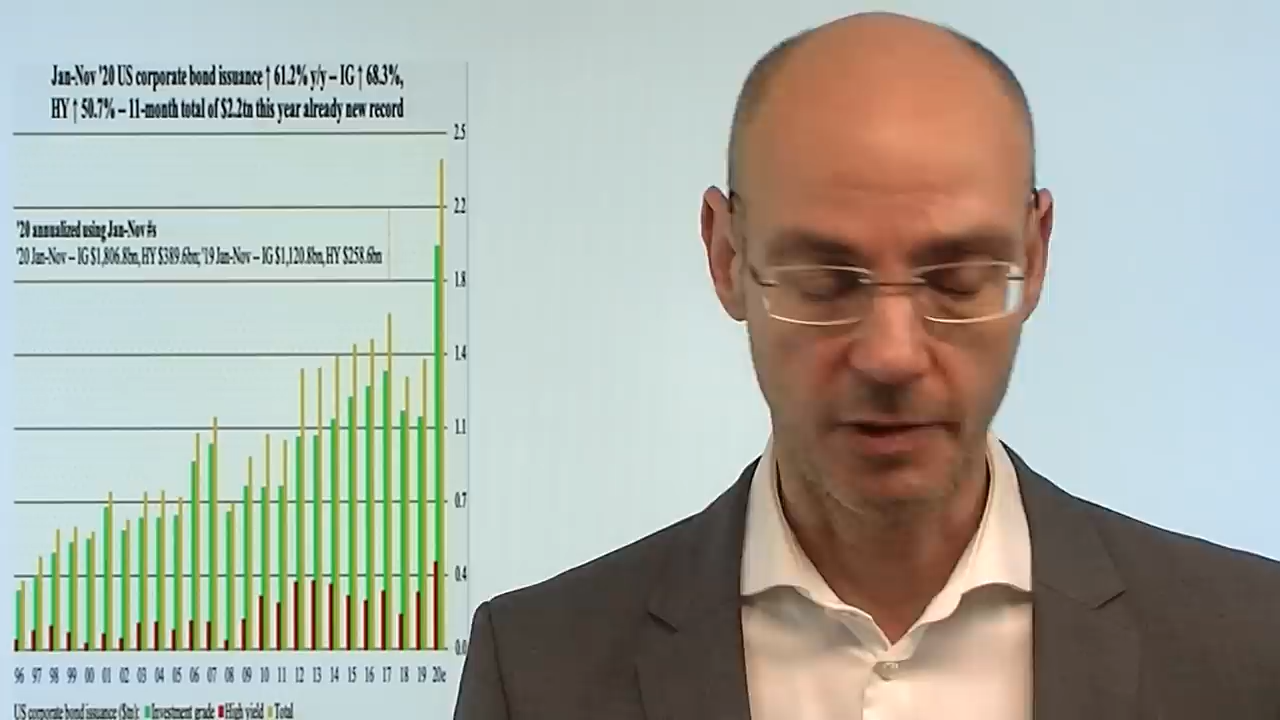 Jan-Nov '20 US corporate bond issuance ↑ 61.2% y/y – IG ↑ 68.3%,
HY ↑ 50.7% – 11-month total of $2.2tn this year already new record
2.5
2.2
'20 annualized using Jan-Nov #s
'20 Jan-Nov – IG $1,806.8bn, HY $389.6bn; '19 Jan-Nov – IG $1,120.8bn, HY $258.6bn
1.8
1.4
1.1
0.7
0.4
0.0
96 97 98 99 00 01 02 03 04 05 06 07 08 09 10 11 12 13 14 15 16 17 18 19 20e
US corporate bond issuance ($tn): Investment grade High yield Total